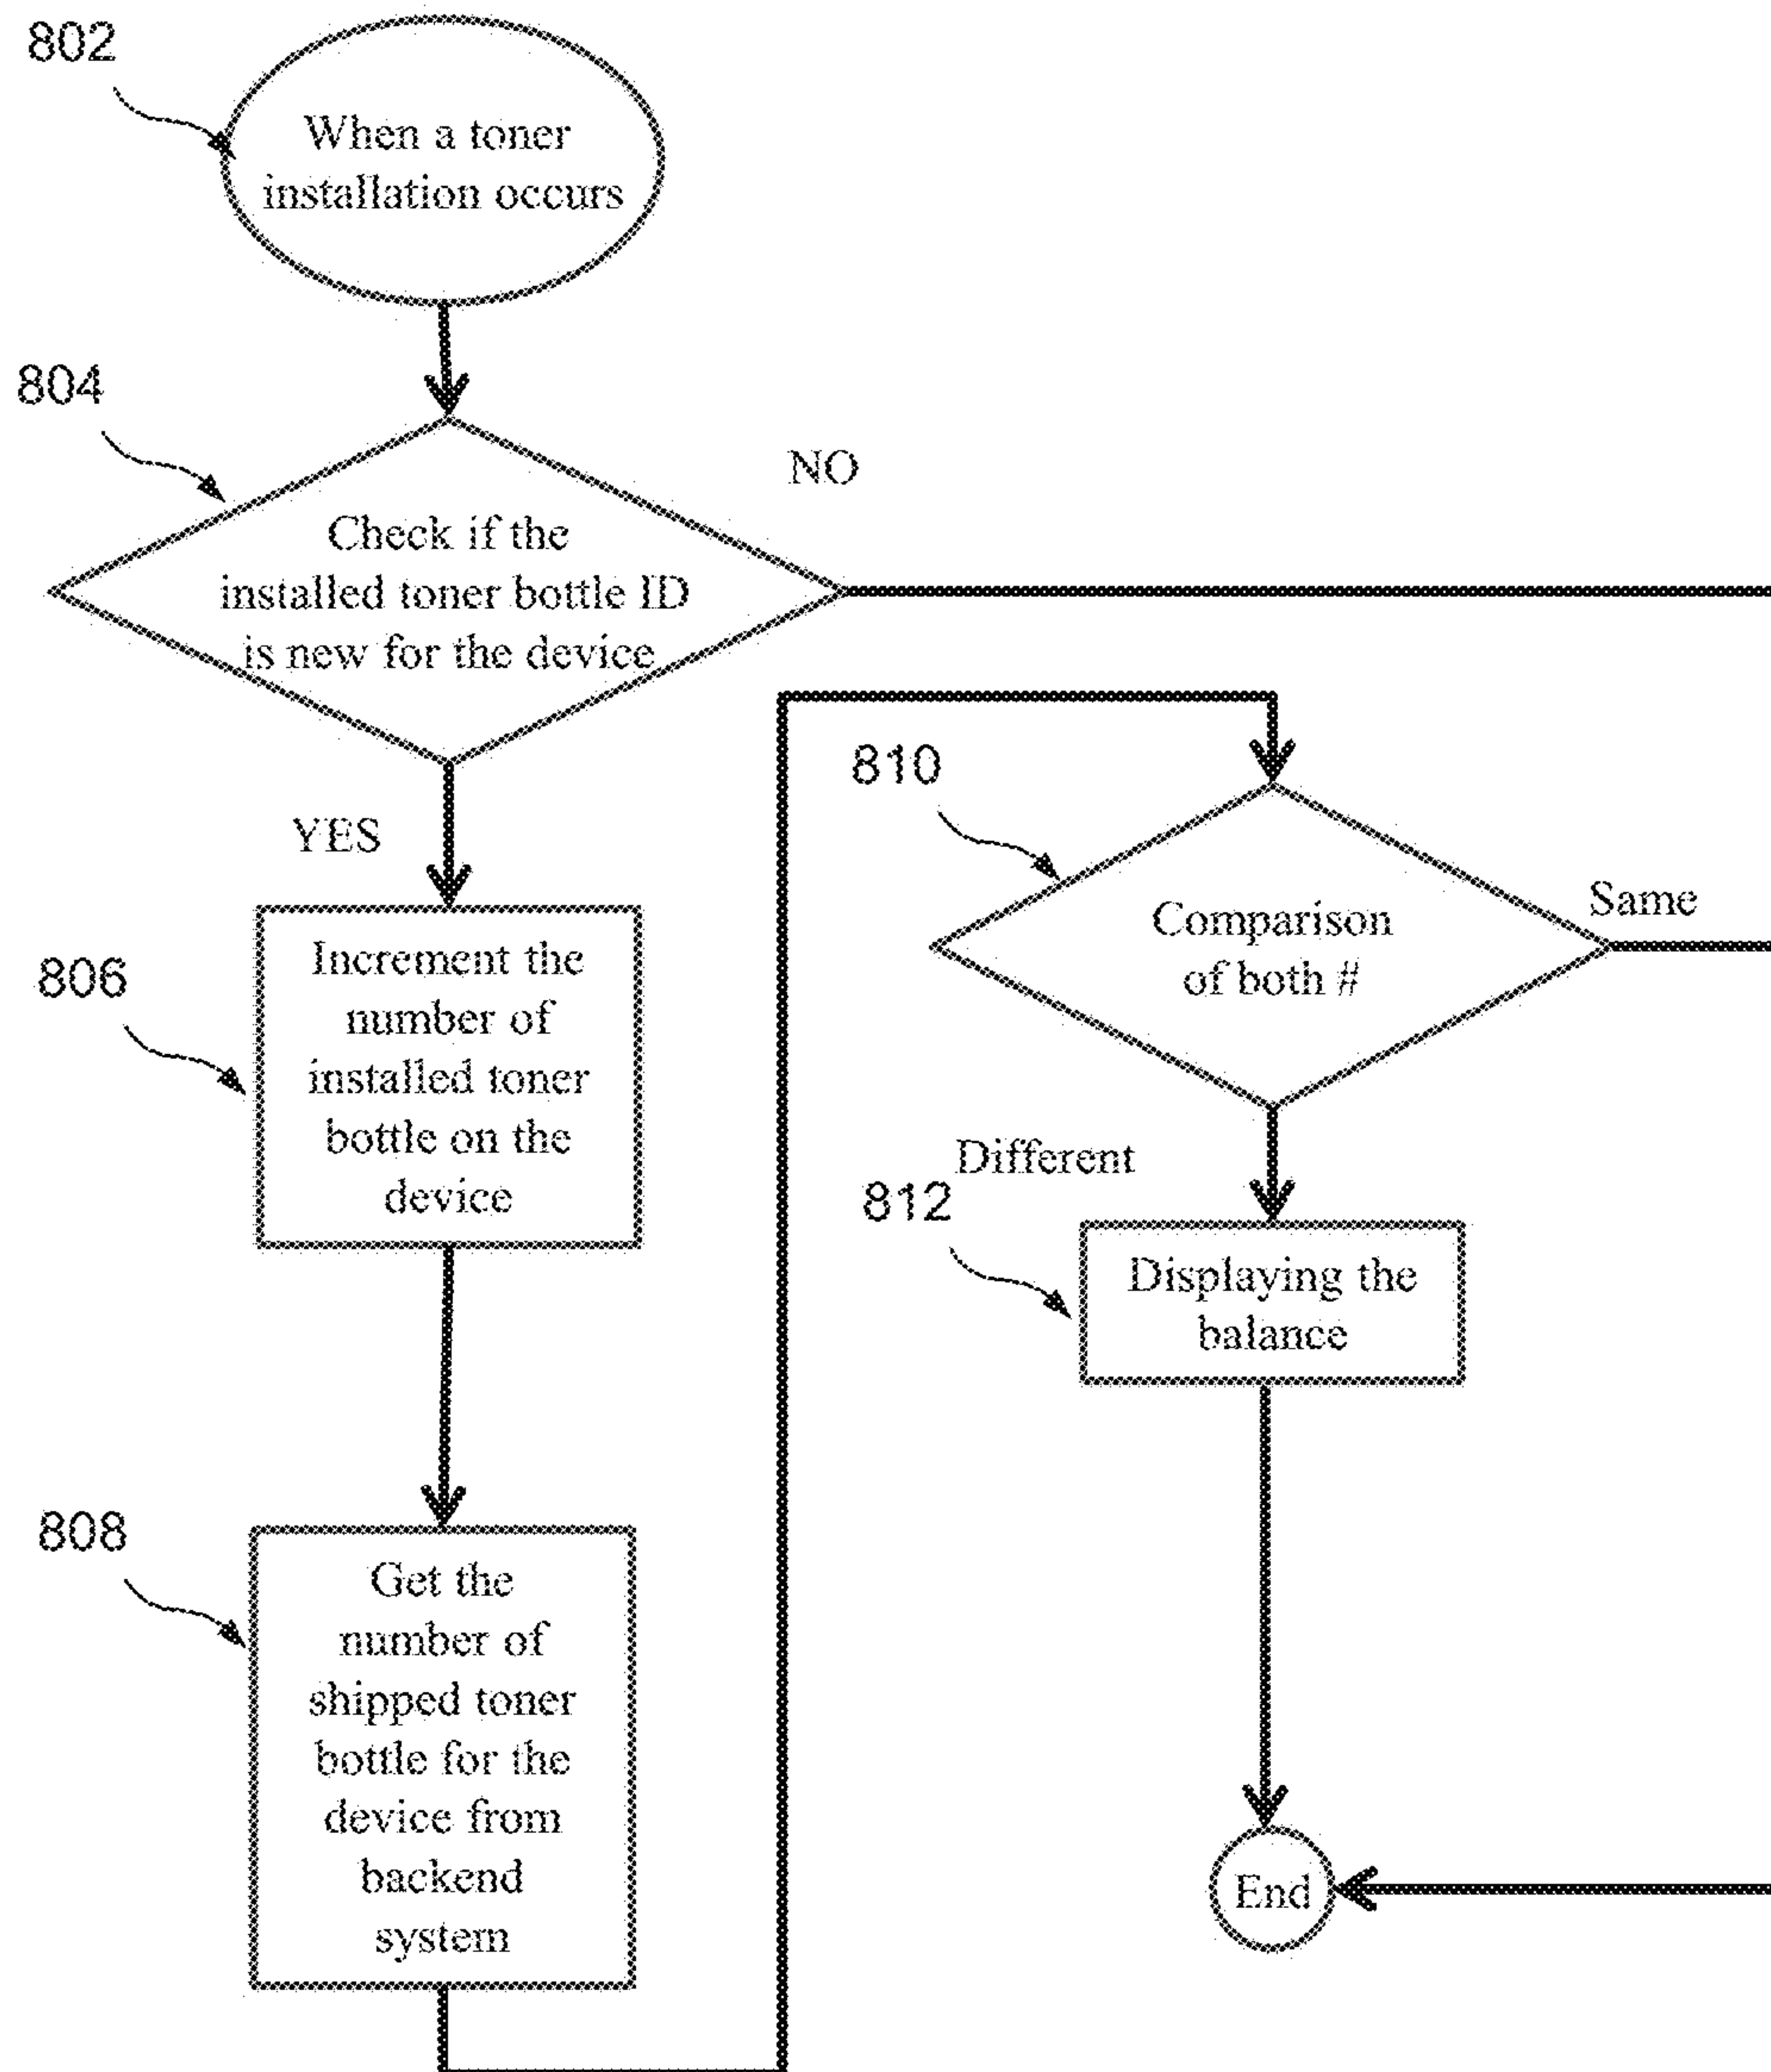 802
When a toner
installation occurs
804
NO
Check if the
installed toner bottle ID
is new for the device
YES
806
Increment the
number of
installed toner
bottle on the
device
808
Get the
number of
shipped toner
bottle for the
device from
backend
system
810
Comparison
of both #
Same
Different
812
Displaying the
balance
End